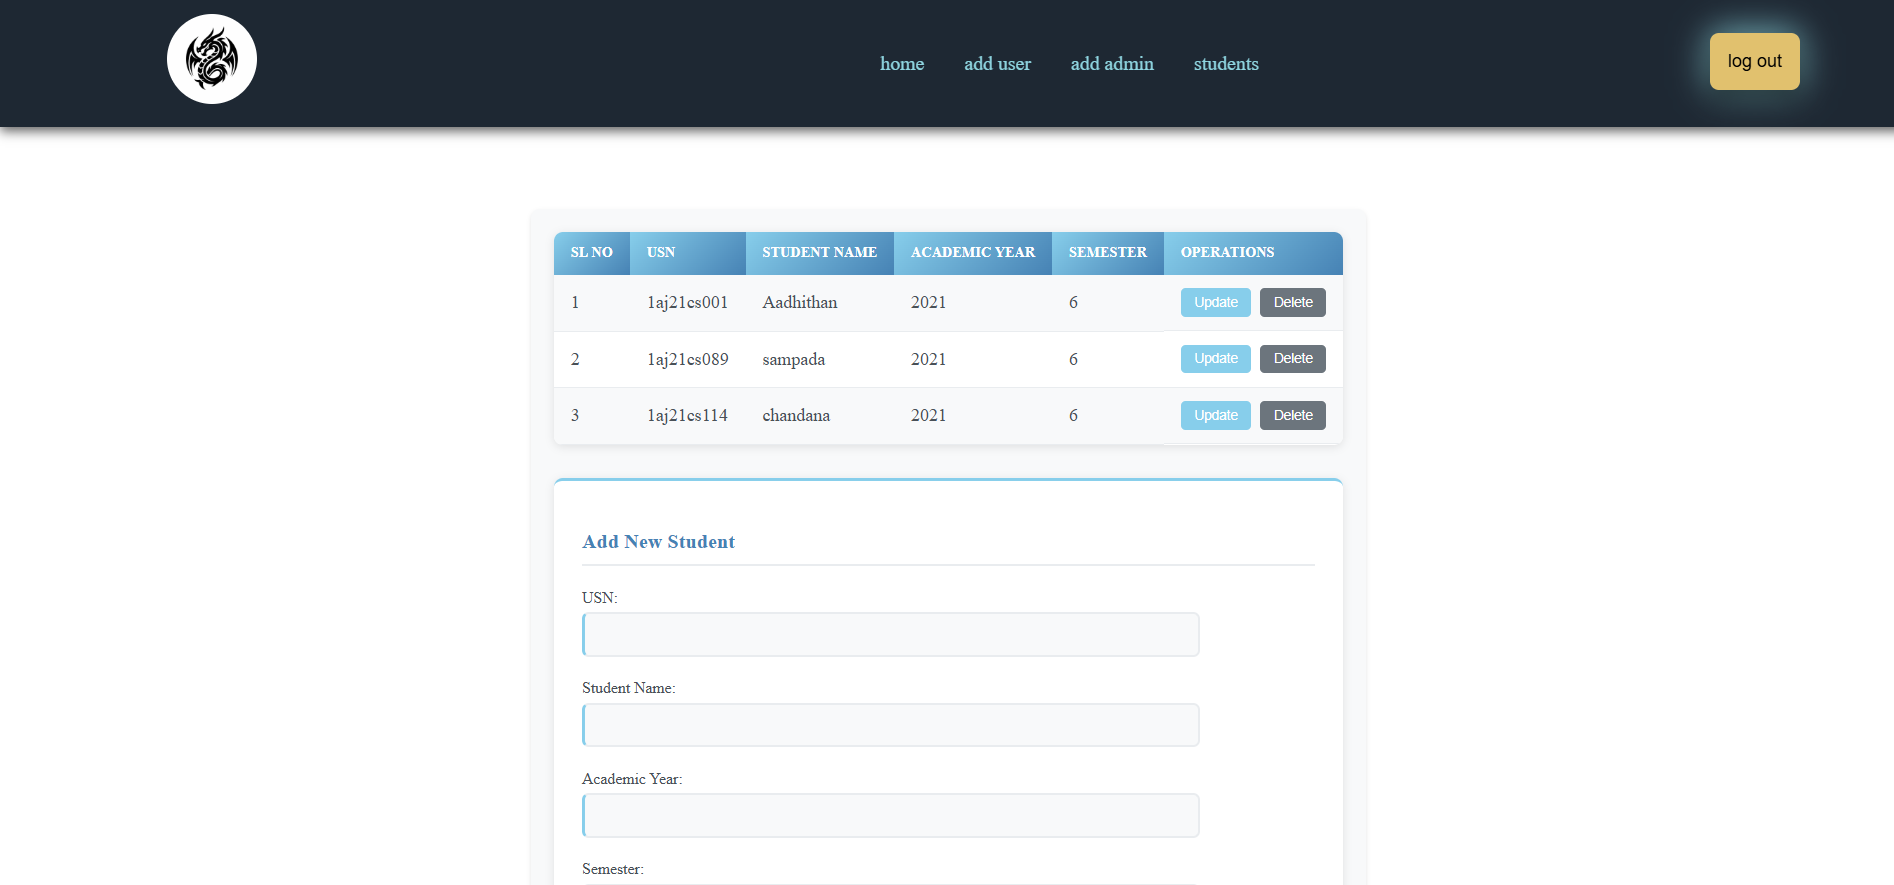 home add user add admin students log out
SL NO USN STUDENT NAME ACADEMIC YEAR SEMESTER OPERATIONS
1 1aj21cs001 Aadhithan 2021 6 Update Delete
2 1aj21cs089 sampada 2021 6 Update Delete
3 1aj21cs114 chandana 2021 6 Update Delete
Add New Student
USN:
Student Name:
Academic Year:
Semester: